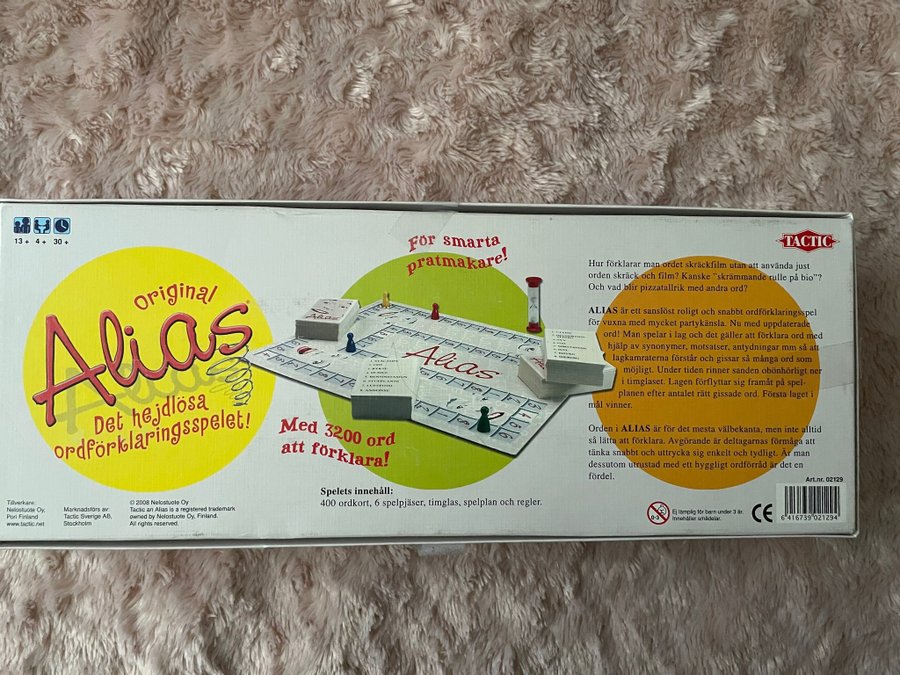 13 + 4 + 30 +
Original
Alias
Det hejdlösa
ordförklaringsspelet!
Tillverkare:
Nelostuote Oy,
Pori Finland
www.tactic.net
Marknadsförs av:
Tactic Sverige AB,
Stockholm
© 2008 Nelostuote Oy
Tactic an Alias is a registered trademark
owned by Nelostuote Oy, Finland.
All rights reserved.
För smarta
pratmakare!
Alias
Alias
Med 3200 ord
att förklara!
Spelets innehåll:
400 ordkort, 6 spelpjäser, timglas, spelplan och regler.
TACTIC
Hur förklarar man ordet skräckfilm utan att använda just
orden skräck och film? Kanske "skrämmande rulle på bio"?
Och vad blir pizzatallrik med andra ord?
ALIAS är ett sanslöst roligt och snabbt ordförklaringsspel
för vuxna med mycket partykänsla. Nu med uppdaterade
ord! Man spelar i lag och det gäller att förklara ord med
hjälp av synonymer, motsatser, antydningar mm så att
lagkamraterna förstår och gissar så många ord som
möjligt. Under tiden rinner sanden obönhörligt ner
i timglaset. Lagen förflyttar sig framåt på spel-
planen efter antalet rätt gissade ord. Första laget i
mål vinner.
Orden i ALIAS är för det mesta välbekanta, men inte alltid
så lätta att förklara. Avgörande är deltagarnas förmåga att
tänka snabbt och uttrycka sig enkelt och tydligt. Är man
dessutom utrustad med ett hyggligt ordförråd är det en
fördel.
Art.nr. 02129
0-3
Ej lämplig för barn under 3 år.
Innehåller smådelar.
CE
6 416739 021294